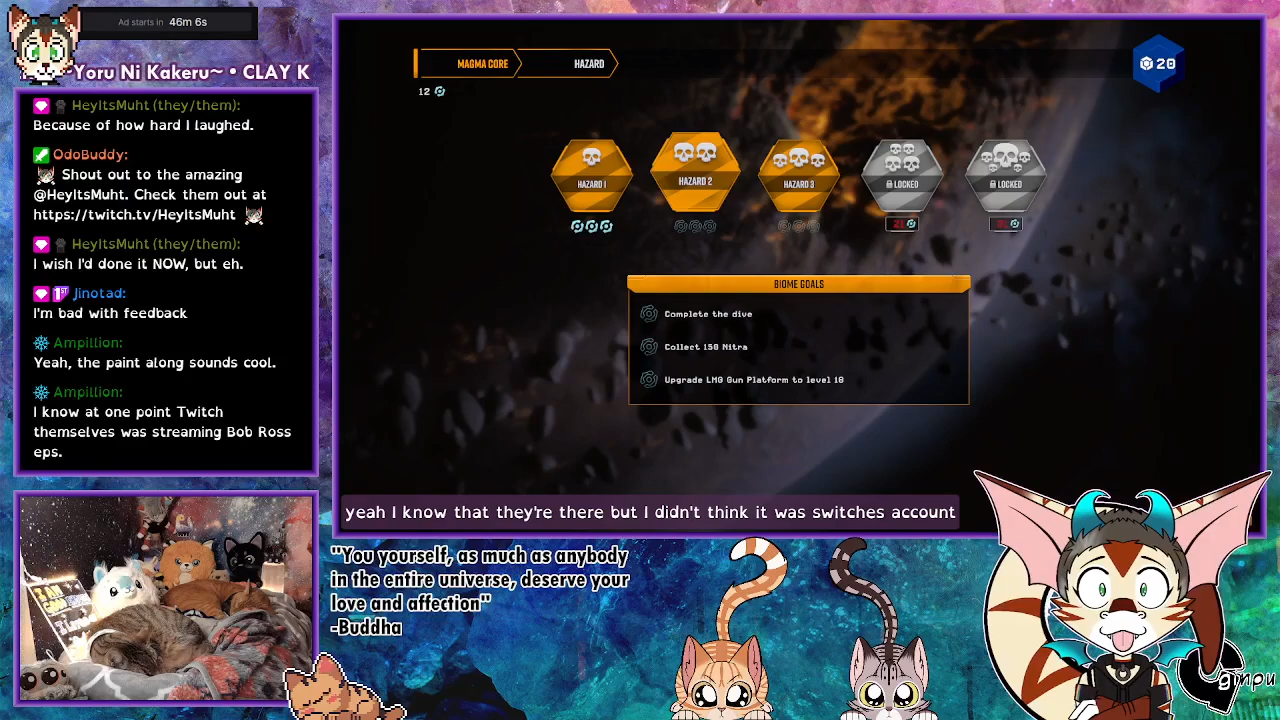 Ad starts in 46m 6s
Yoru Ni Kakeru~ • CLAY K
HeyItsMuht (they/them):
Because of how hard I laughed.
OdoBuddy:
Shout out to the amazing
@HeyItsMuht. Check them out at
https://twitch.tv/HeyItsMuht
HeyItsMuht (they/them):
I wish I'd done it NOW, but eh.
1ST Jinotad:
I'm bad with feedback
Ampillion:
Yeah, the paint along sounds cool.
Ampillion:
I know at one point Twitch
themselves was streaming Bob Ross
eps.
MAGMA CORE HAZARD
12
20
HAZARD 1 HAZARD 2 HAZARD 3 LOCKED LOCKED
21
BIOME GOALS
Complete the dive
Collect 150 Nitra
Upgrade LMG Gun Platform to level 18
yeah I know that they're there but I didn't think it was switches account
"You yourself, as much as anybody
in the entire universe, deserve your
love and affection"
-Buddha